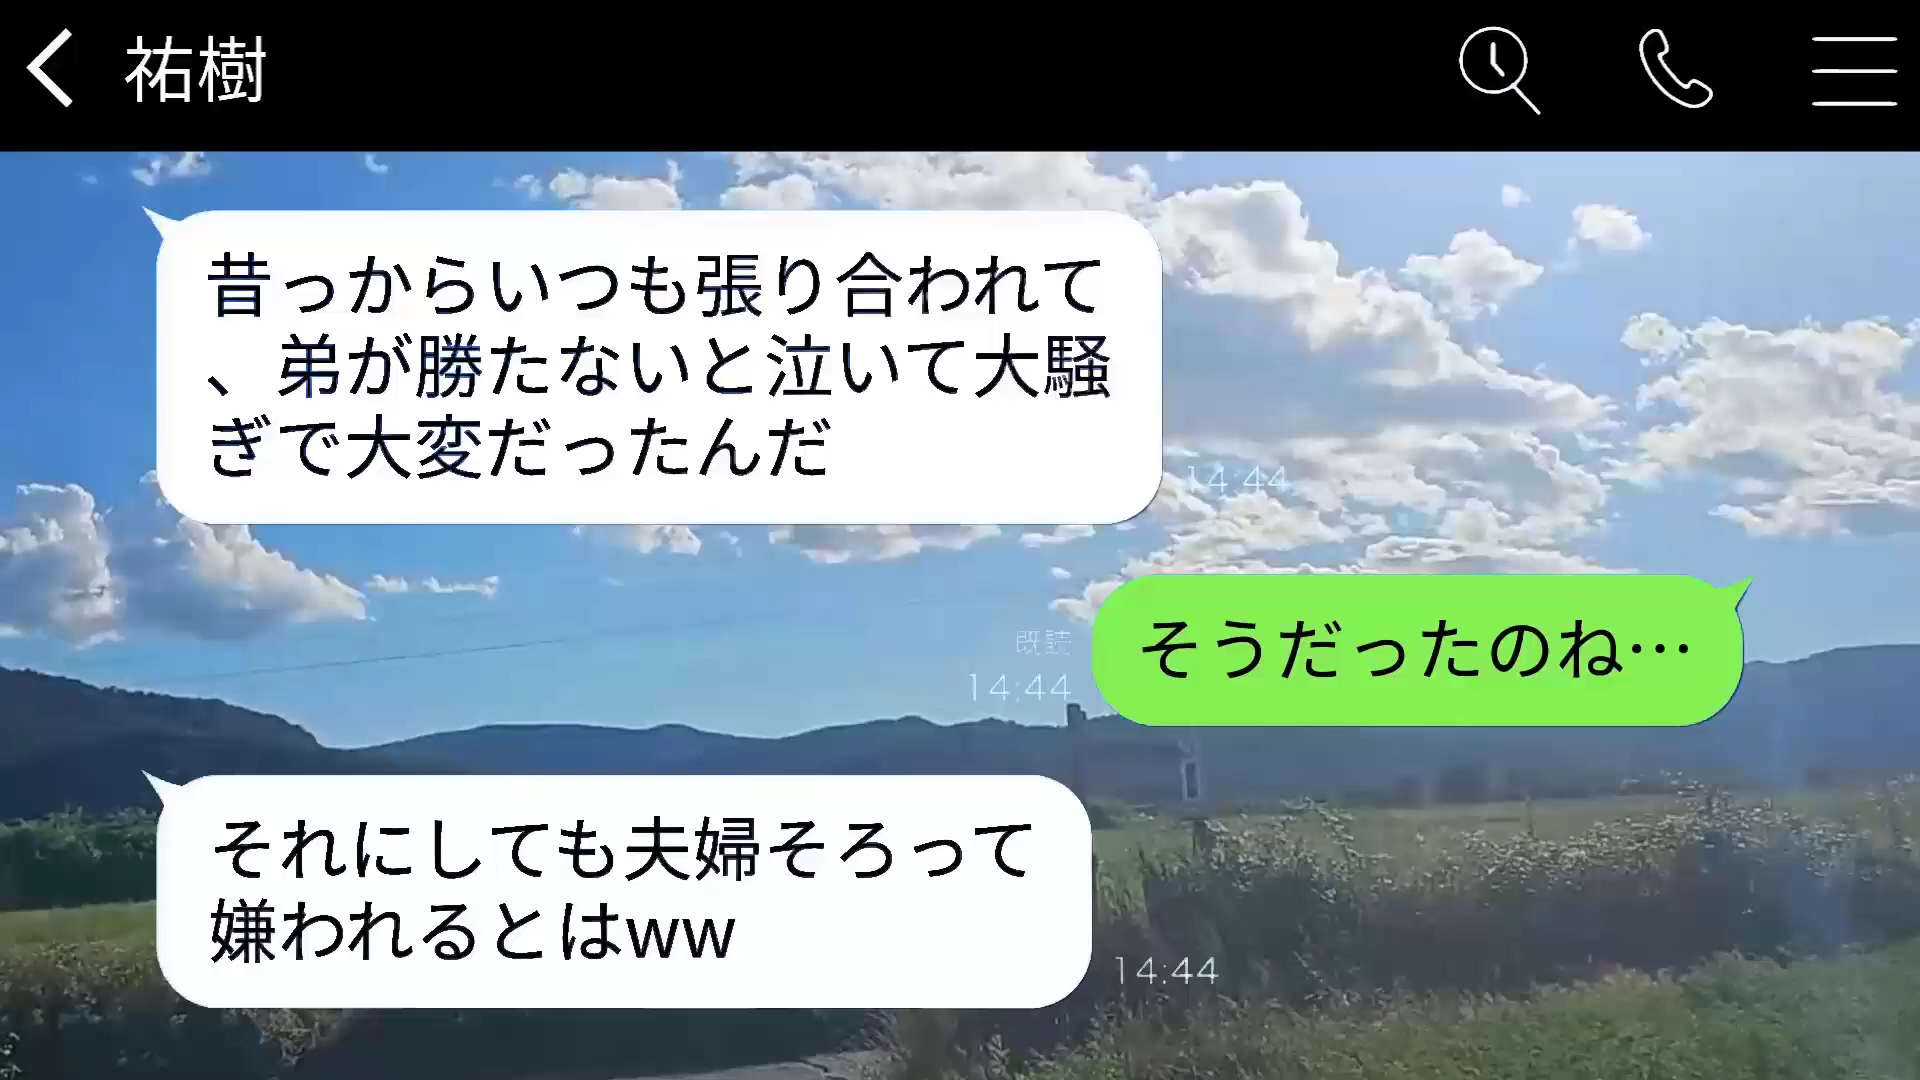 祐樹
昔っからいつも張り合われて
、弟が勝たないと泣いて大騒
ぎで大変だったんだ
14:44
そうだったのね…
既読
14:44
それにしても夫婦そろって
嫌われるとはww
14:44